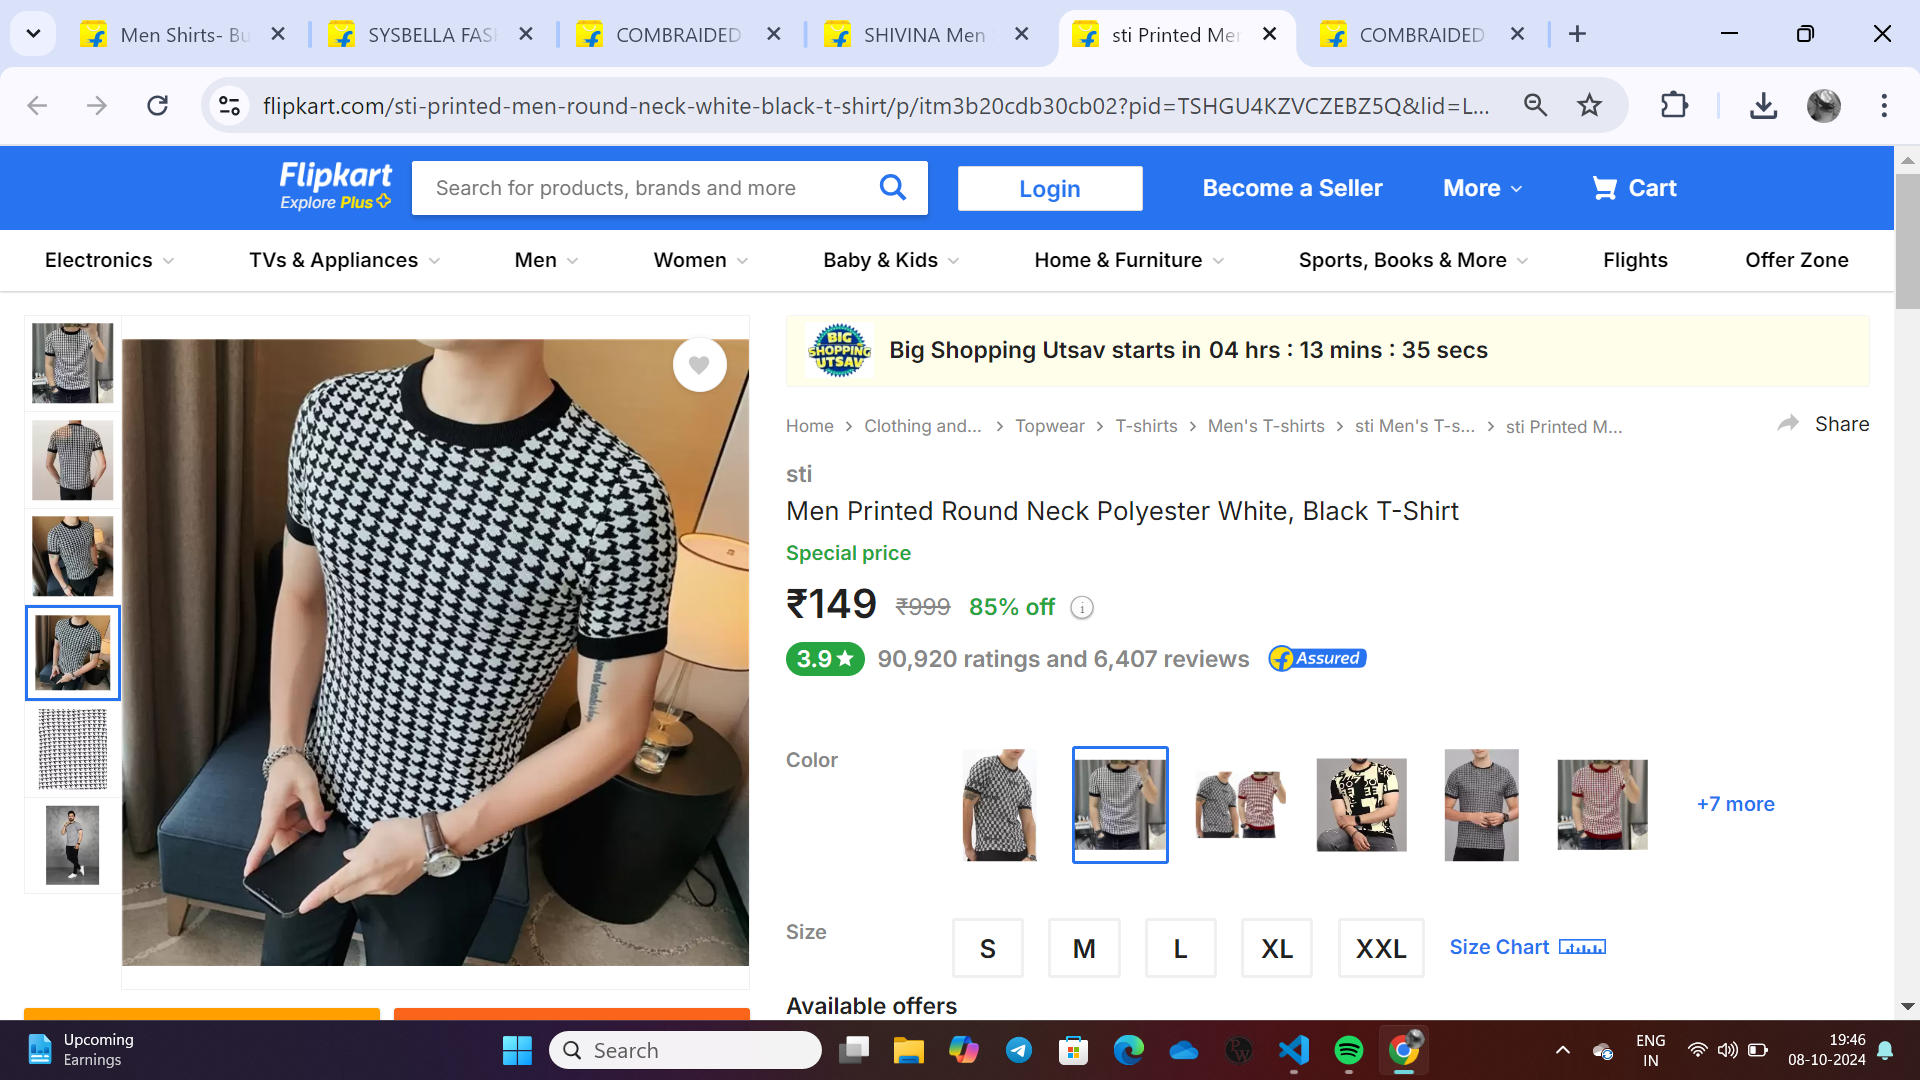 Men Shirts- Bu
SYSBELLA FAS
COMBRAIDED
SHIVINA Men
sti Printed Mer
COMBRAIDED
flipkart.com/sti-printed-men-round-neck-white-black-t-shirt/p/itm3b20cdb30cb02?pid=TSHGU4KZVCZEBZ5Q&lid=L...
Flipkart
Explore Plus
Search for products, brands and more
Login
Become a Seller
More
Cart
Electronics
TVs & Appliances
Men
Women
Baby & Kids
Home & Furniture
Sports, Books & More
Flights
Offer Zone
BIG
SHOPPING
UTSAV
Big Shopping Utsav starts in 04 hrs : 13 mins : 35 secs
Home > Clothing and... > Topwear > T-shirts > Men's T-shirts > sti Men's T-s... > sti Printed M...
Share
sti
Men Printed Round Neck Polyester White, Black T-Shirt
Special price
₹149 ₹999 85% off i
3.9★ 90,920 ratings and 6,407 reviews Assured
Color
+7 more
Size
S
M
L
XL
XXL
Size Chart
Available offers
Upcoming
Earnings
Search
ENG
IN
19:46
08-10-2024